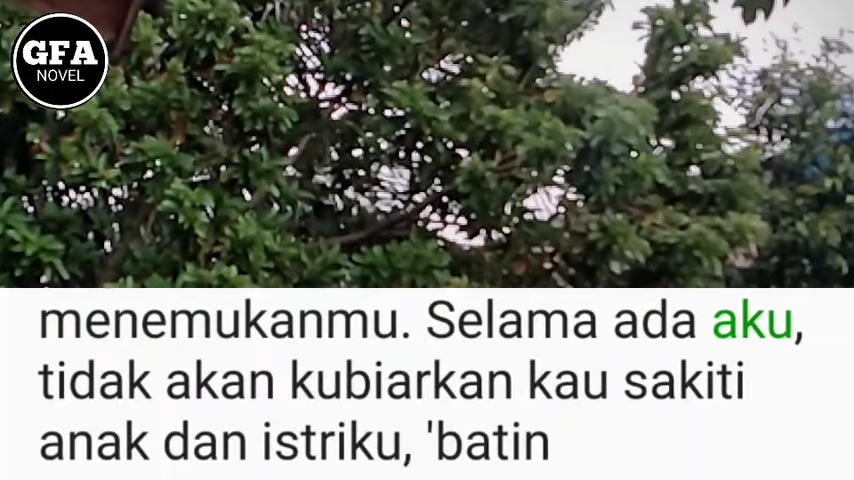 GFA
NOVEL
menemukanmu. Selama ada aku,
tidak akan kubiarkan kau sakiti
anak dan istriku, 'batin